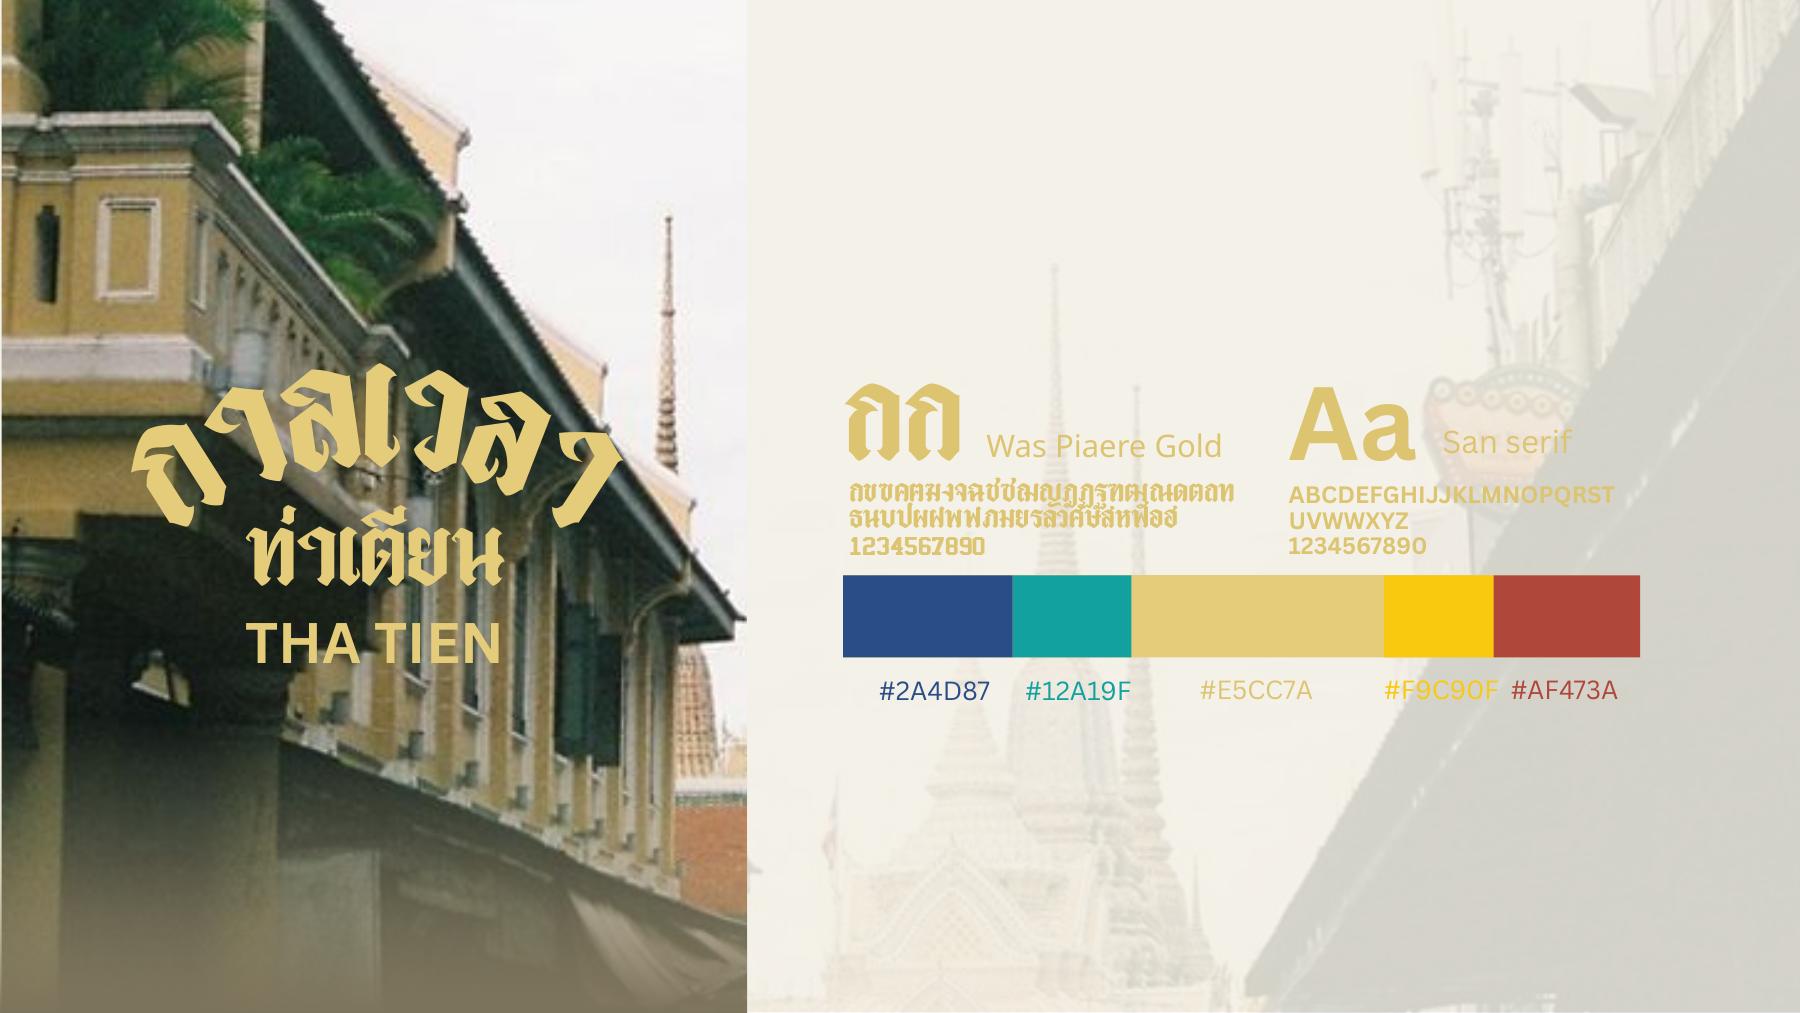 กาลเวลา
ท่าเตียน
THA TIEN
กก Was Piaere Gold
กขฃคฅฆงจฉชซฌญฎฏฐฑฒณดตถท
ธนบปผฝพฟภมยรลวศษสหฬอฮ
1234567890
Aa San serif
ABCDEFGHIJJKLMNOPQRST
UVWWXYZ
1234567890
#2A4D87 #12A19F #E5CC7A #F9C90F #AF473A